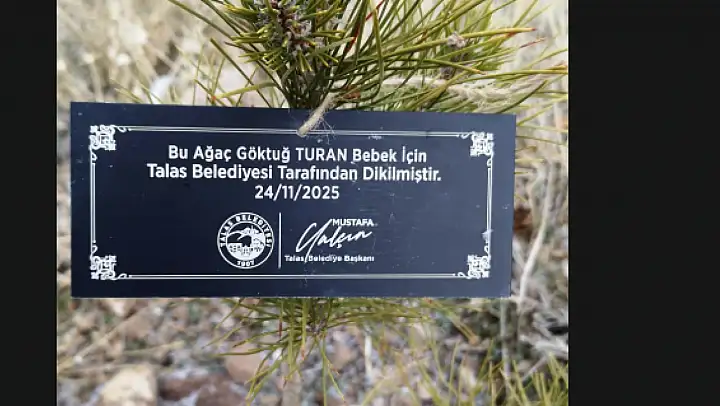 Bu Ağaç Göktuğ TURAN Bebek İçin
Talas Belediyesi Tarafından Dikilmiştir.
24/11/2025
TALAS BELEDİYESİ
1907
MUSTAFA
Yalçın
Talas Belediye Başkanı